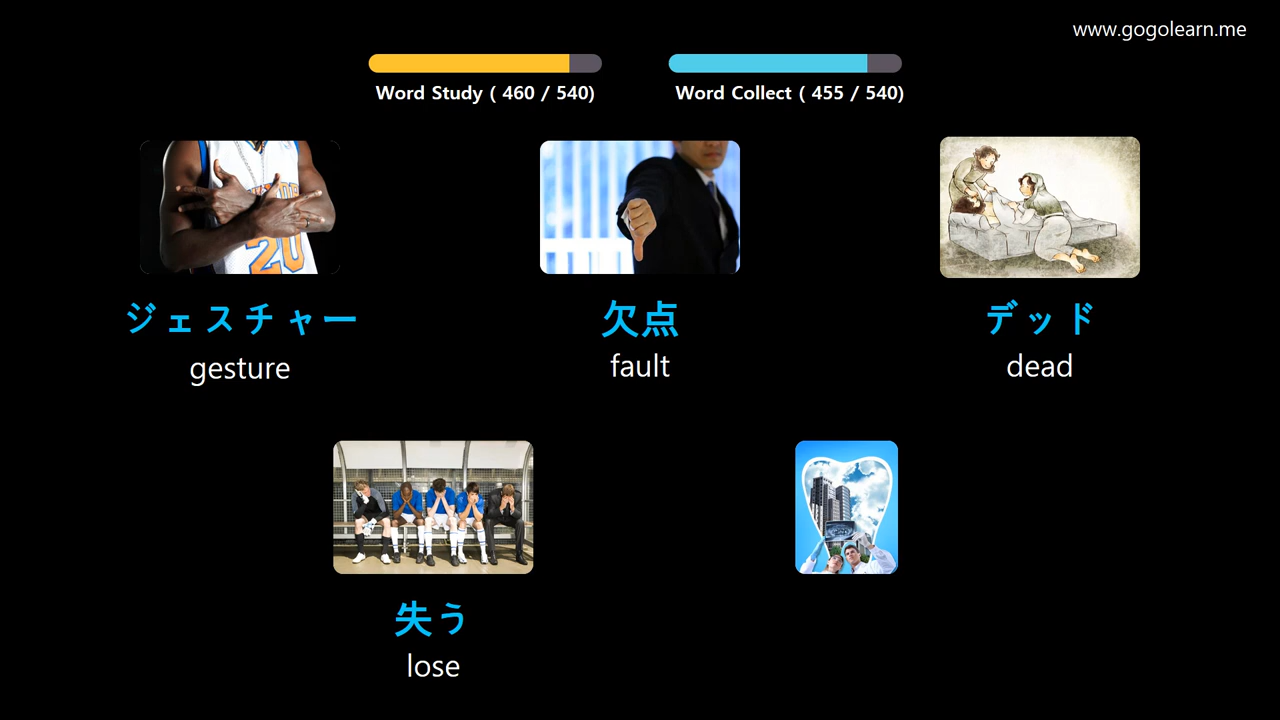 www.gogolearn.me
Word Study ( 460 / 540)
Word Collect ( 455 / 540)
ジェスチャー
gesture
欠点
fault
デッド
dead
20
失う
lose